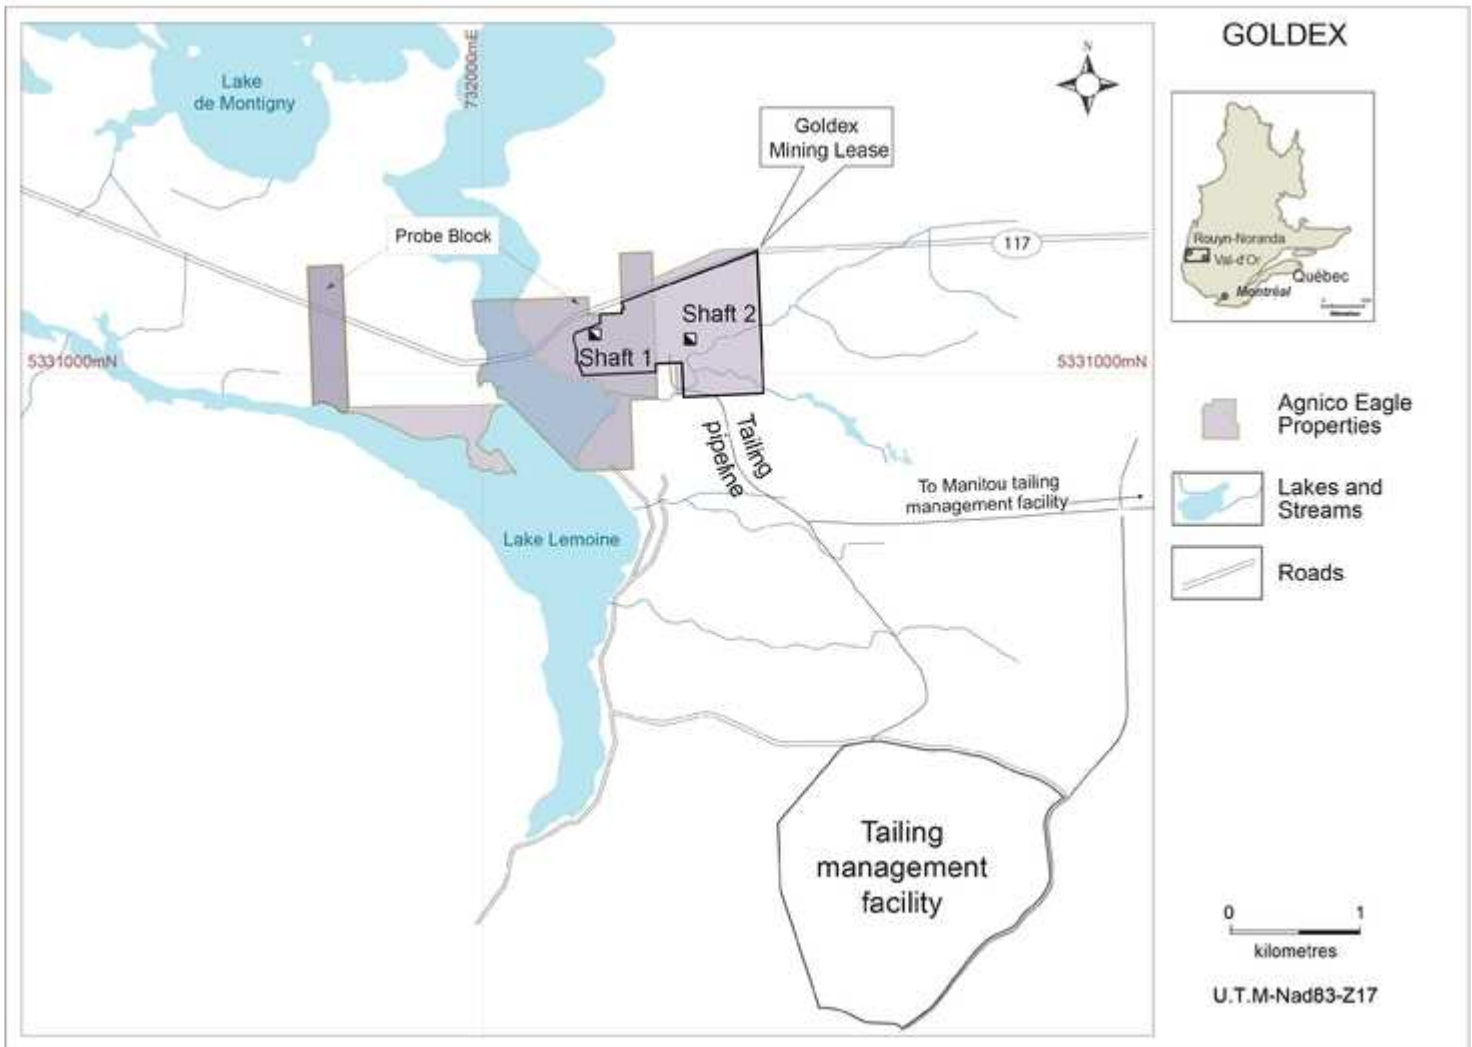 GOLDEX
Lake
de Montigny
732000mE
N
Goldex
Mining Lease
Probe Block
117
Rouyn-Noranda
Val-d'Or
Québec
Montréal
Shaft 2
Shaft 1
5331000mN
5331000mN
Agnico Eagle
Properties
Tailing
pipeline
To Manitou tailing
management facility
Lakes and
Streams
Lake Lemoine
Roads
Tailing
management
facility
0
1
kilometres
U.T.M-Nad83-Z17